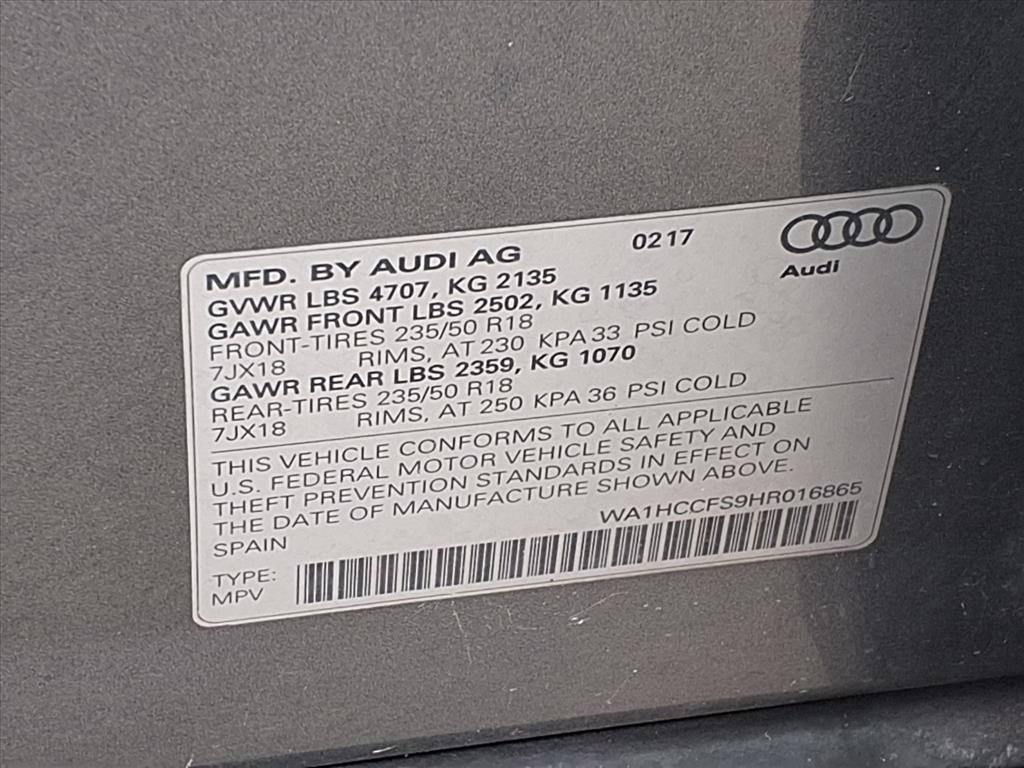 MFD. BY AUDI AG 0217
Audi
GVWR LBS 4707, KG 2135
GAWR FRONT LBS 2502, KG 1135
FRONT-TIRES 235/50 R18
7JX18 RIMS, AT 230 KPA 33 PSI COLD
GAWR REAR LBS 2359, KG 1070
REAR-TIRES 235/50 R18
7JX18 RIMS, AT 250 KPA 36 PSI COLD
THIS VEHICLE CONFORMS TO ALL APPLICABLE
U.S. FEDERAL MOTOR VEHICLE SAFETY AND
THEFT PREVENTION STANDARDS IN EFFECT ON
THE DATE OF MANUFACTURE SHOWN ABOVE.
SPAIN WA1HCCFS9HR016865
TYPE:
MPV